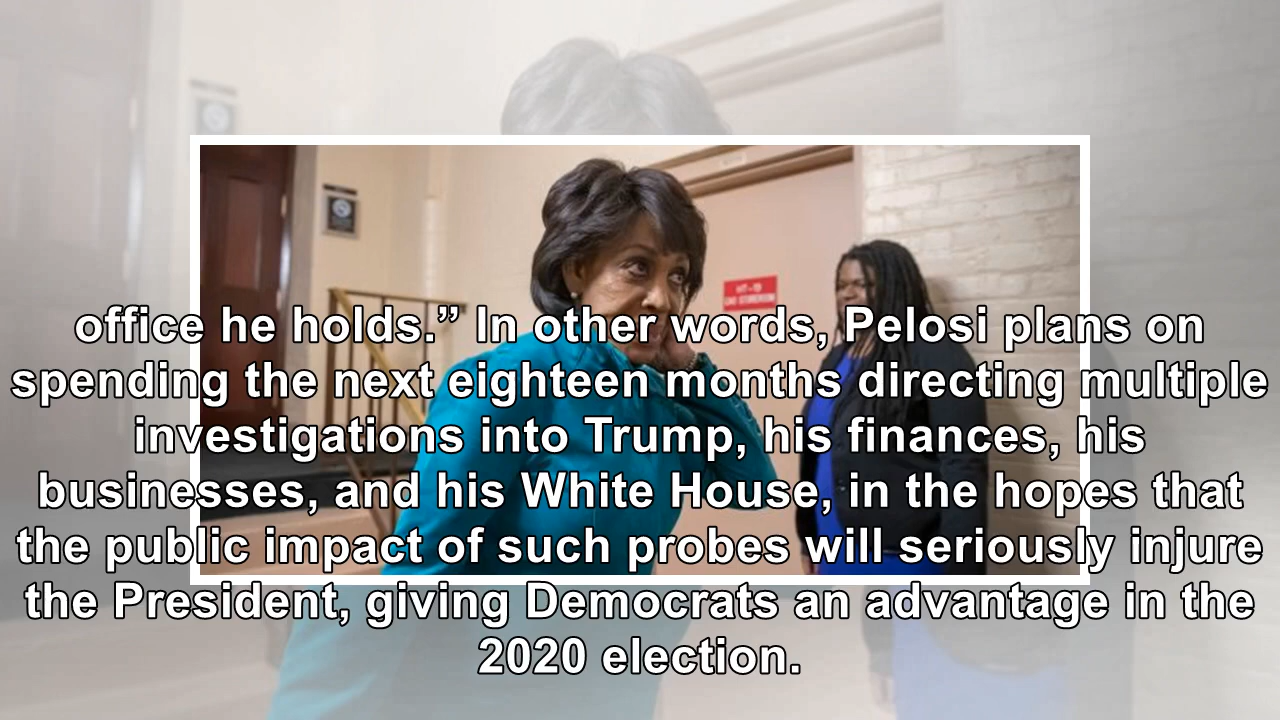 HT-19
office he holds.” In other words, Pelosi plans on
spending the next eighteen months directing multiple
investigations into Trump, his finances, his
businesses, and his White House, in the hopes that
the public impact of such probes will seriously injure
the President, giving Democrats an advantage in the
2020 election.